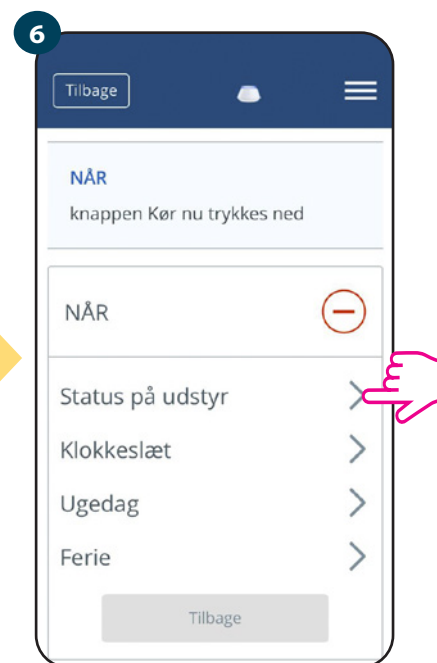 6
Tilbage
NÅR
knappen Kør nu trykkes ned
NÅR
Status på udstyr
Klokkeslæt
Ugedag
Ferie
Tilbage